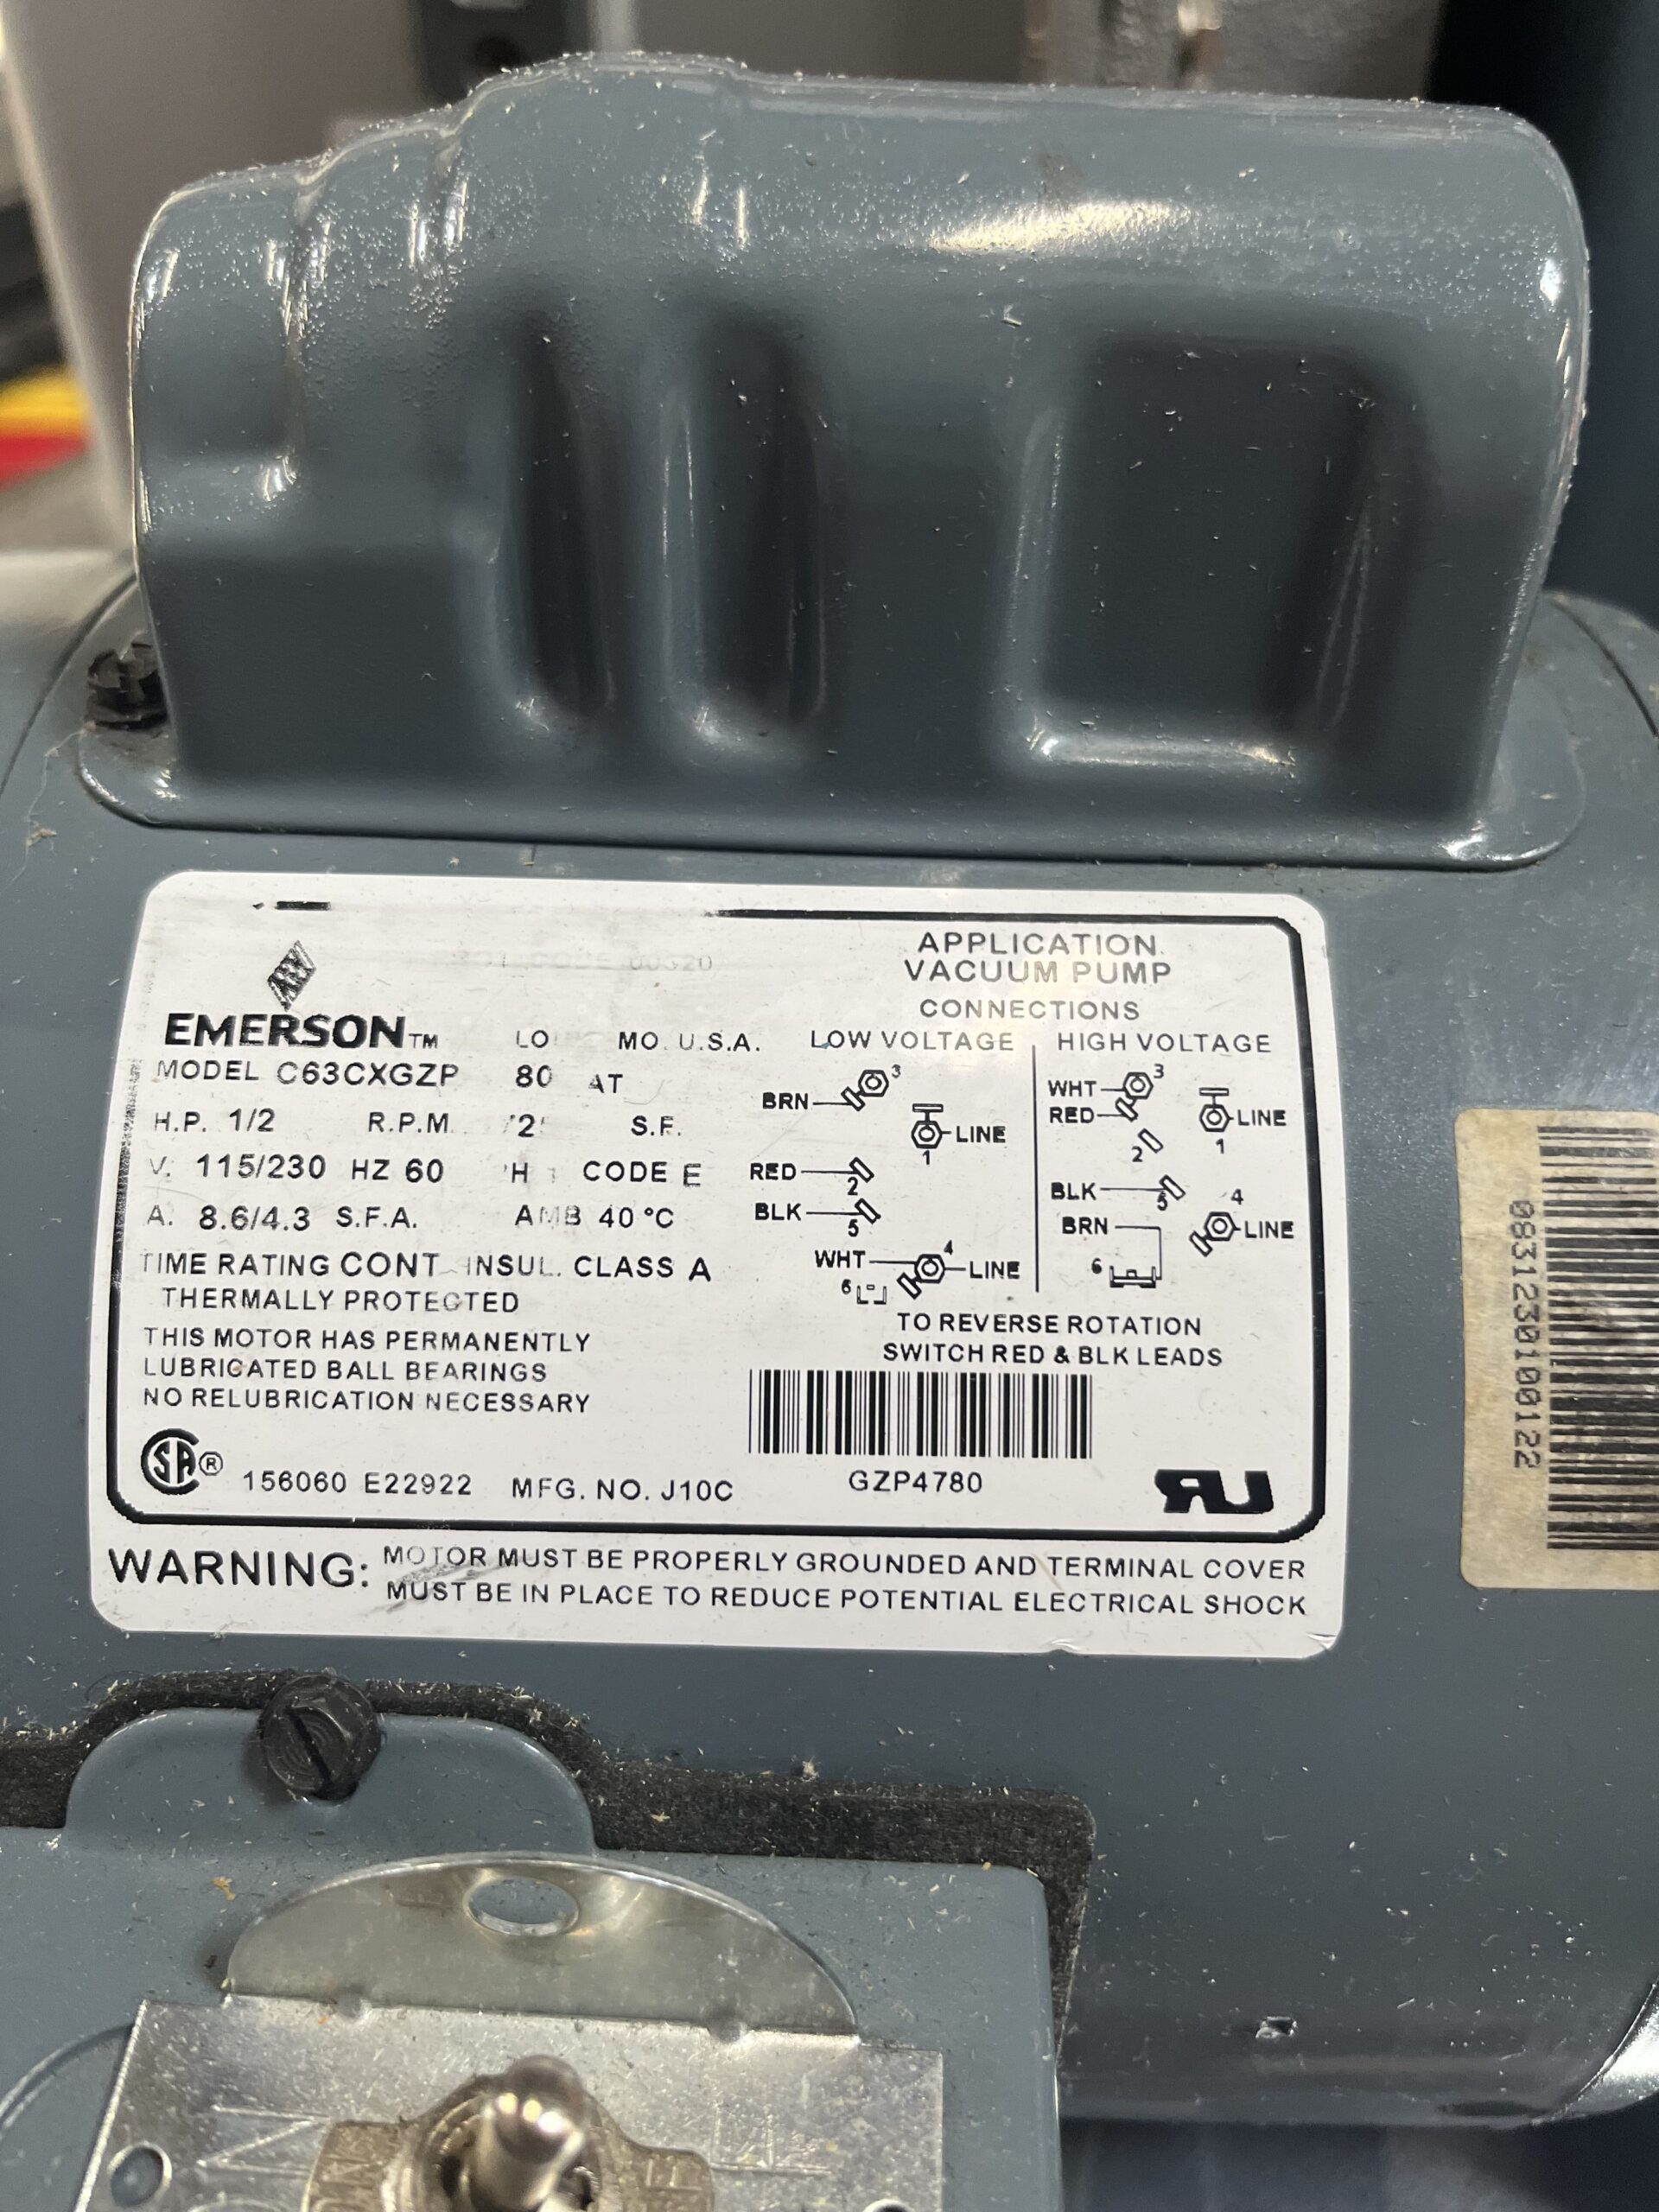 CODE 00320
EMERSON™
MO. U.S.A.
MODEL C63CXGZP
H.P. 1/2 R.P.M. S.F.
V. 115/230 HZ 60 CODE E
A. 8.6/4.3 S.F.A. AMB 40°C
TIME RATING CONT INSUL. CLASS A
THERMALLY PROTECTED
THIS MOTOR HAS PERMANENTLY
LUBRICATED BALL BEARINGS
NO RELUBRICATION NECESSARY
SA® 156060 E22922 MFG. NO. J10C
APPLICATION
VACUUM PUMP
CONNECTIONS
LOW VOLTAGE
BRN 3
LINE
1
RED
2
BLK
5
WHT 4
LINE
6
HIGH VOLTAGE
WHT 3
RED
LINE
2 1
BLK
5 4
BRN
LINE
6
TO REVERSE ROTATION
SWITCH RED & BLK LEADS
GZP4780
WARNING: MOTOR MUST BE PROPERLY GROUNDED AND TERMINAL COVER
MUST BE IN PLACE TO REDUCE POTENTIAL ELECTRICAL SHOCK
0831230100122